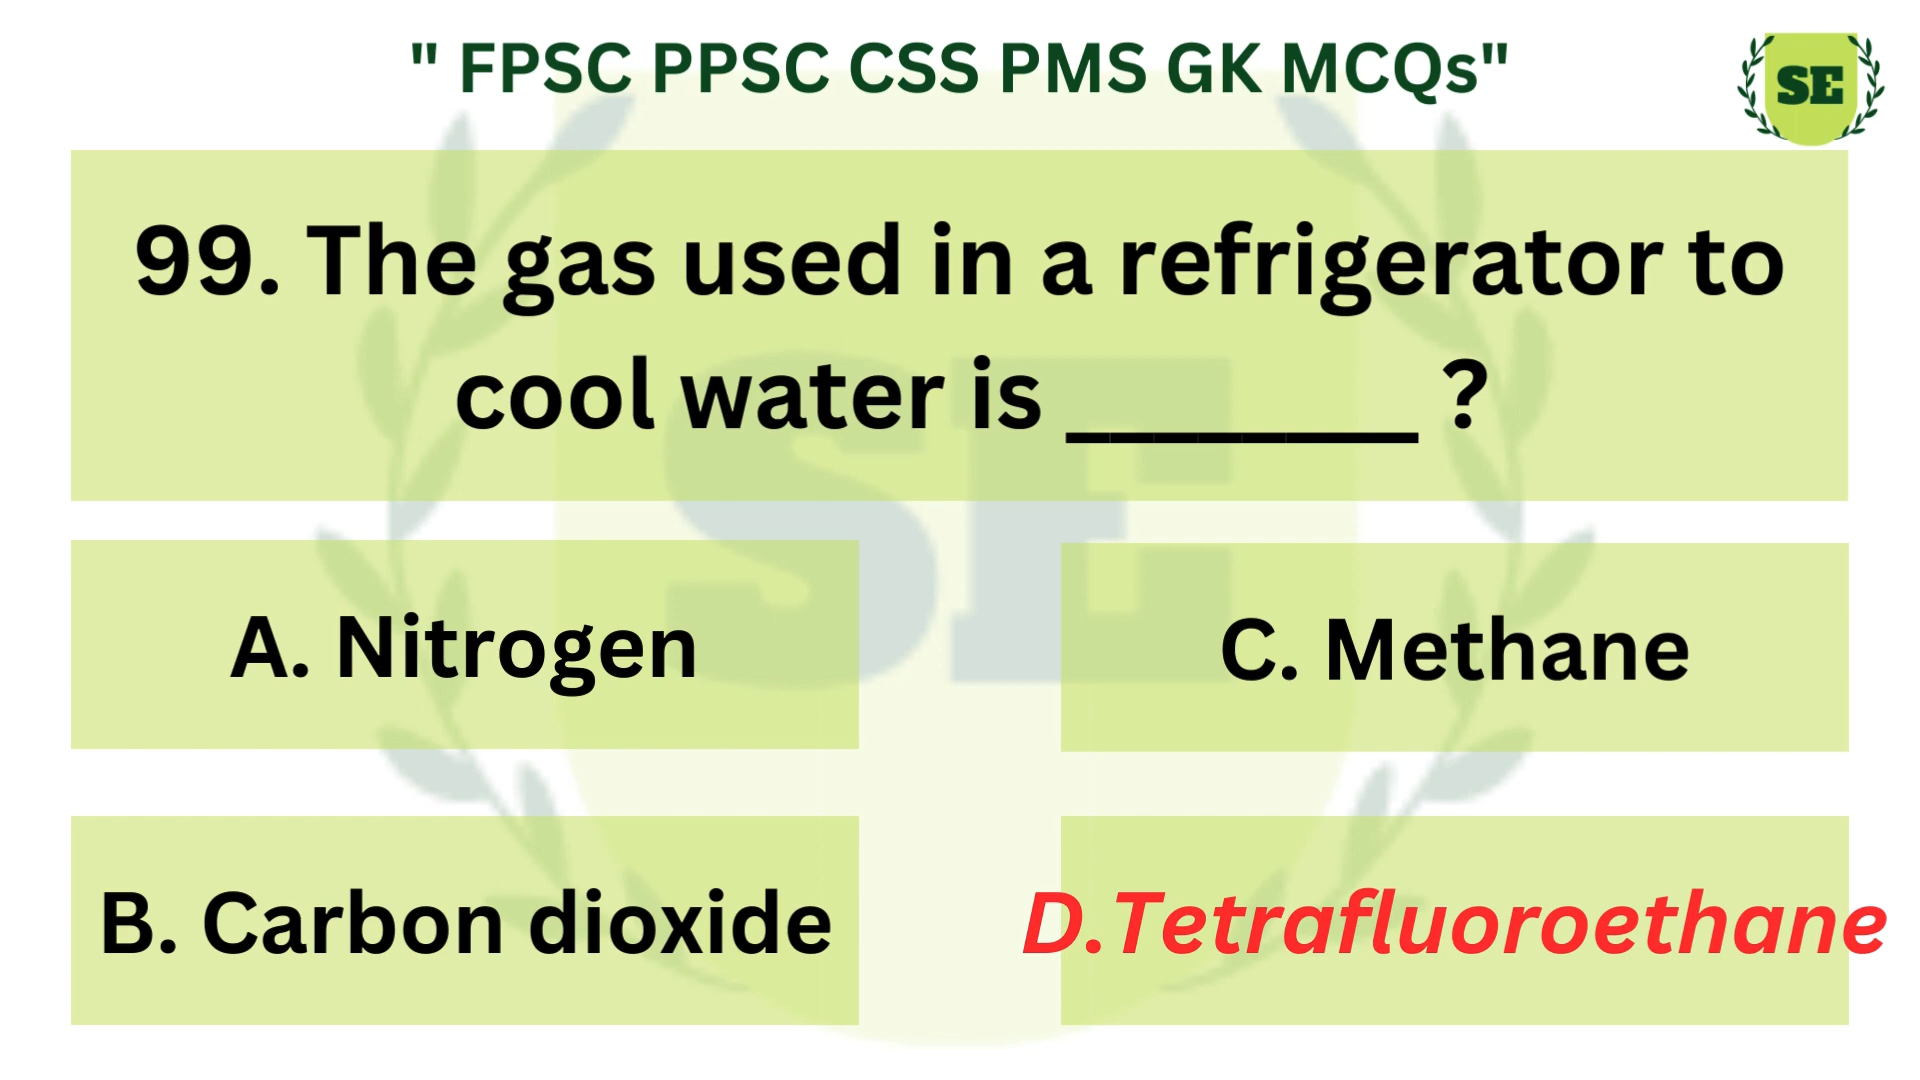 " FPSC PPSC CSS PMS GK MCQs"
SE
99. The gas used in a refrigerator to
cool water is ________ ?
A. Nitrogen
C. Methane
B. Carbon dioxide
D.Tetrafluoroethane
SE